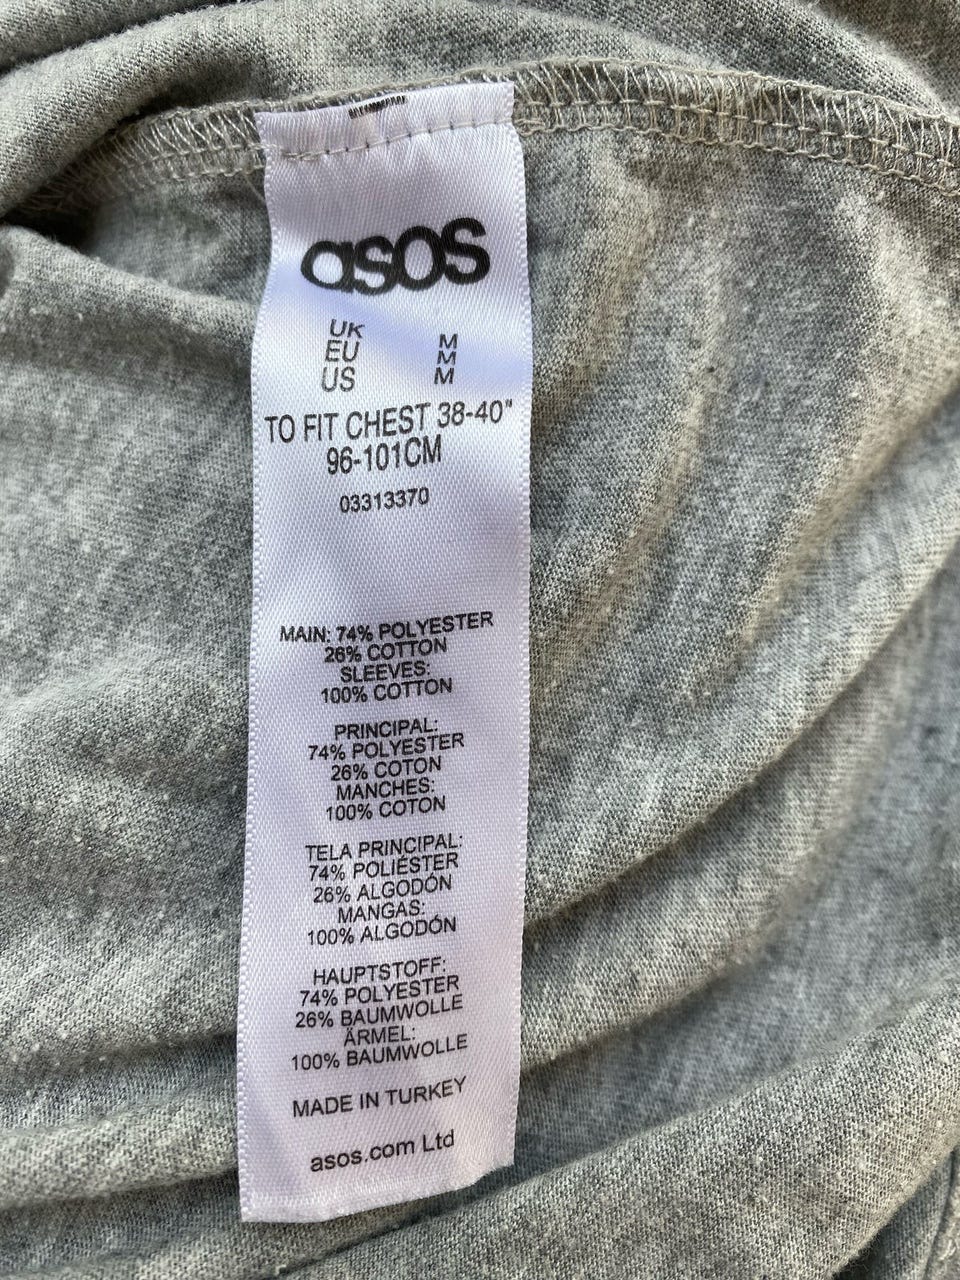 asos
UK M
EU M
US M
TO FIT CHEST 38-40"
96-101CM
03313370
MAIN: 74% POLYESTER
26% COTTON
SLEEVES:
100% COTTON
PRINCIPAL:
74% POLYESTER
26% COTON
MANCHES:
100% COTON
TELA PRINCIPAL:
74% POLIÉSTER
26% ALGODÓN
MANGAS:
100% ALGODÓN
HAUPTSTOFF:
74% POLYESTER
26% BAUMWOLLE
ÄRMEL:
100% BAUMWOLLE
MADE IN TURKEY
asos.com Ltd